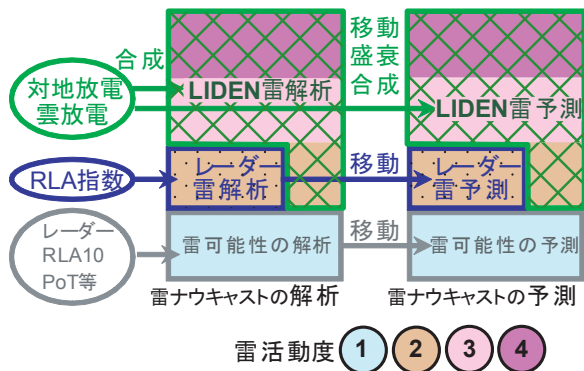 合成
移動
盛衰
合成
対地放電
雲放電
LIDEN雷解析
LIDEN雷予測
RLA指数
レーダー
雷解析
移動
レーダー
雷予測
レーダー
RLA10
PoT等
雷可能性の解析
移動
雷可能性の予測
雷ナウキャストの解析
雷ナウキャストの予測
雷活動度 1 2 3 4